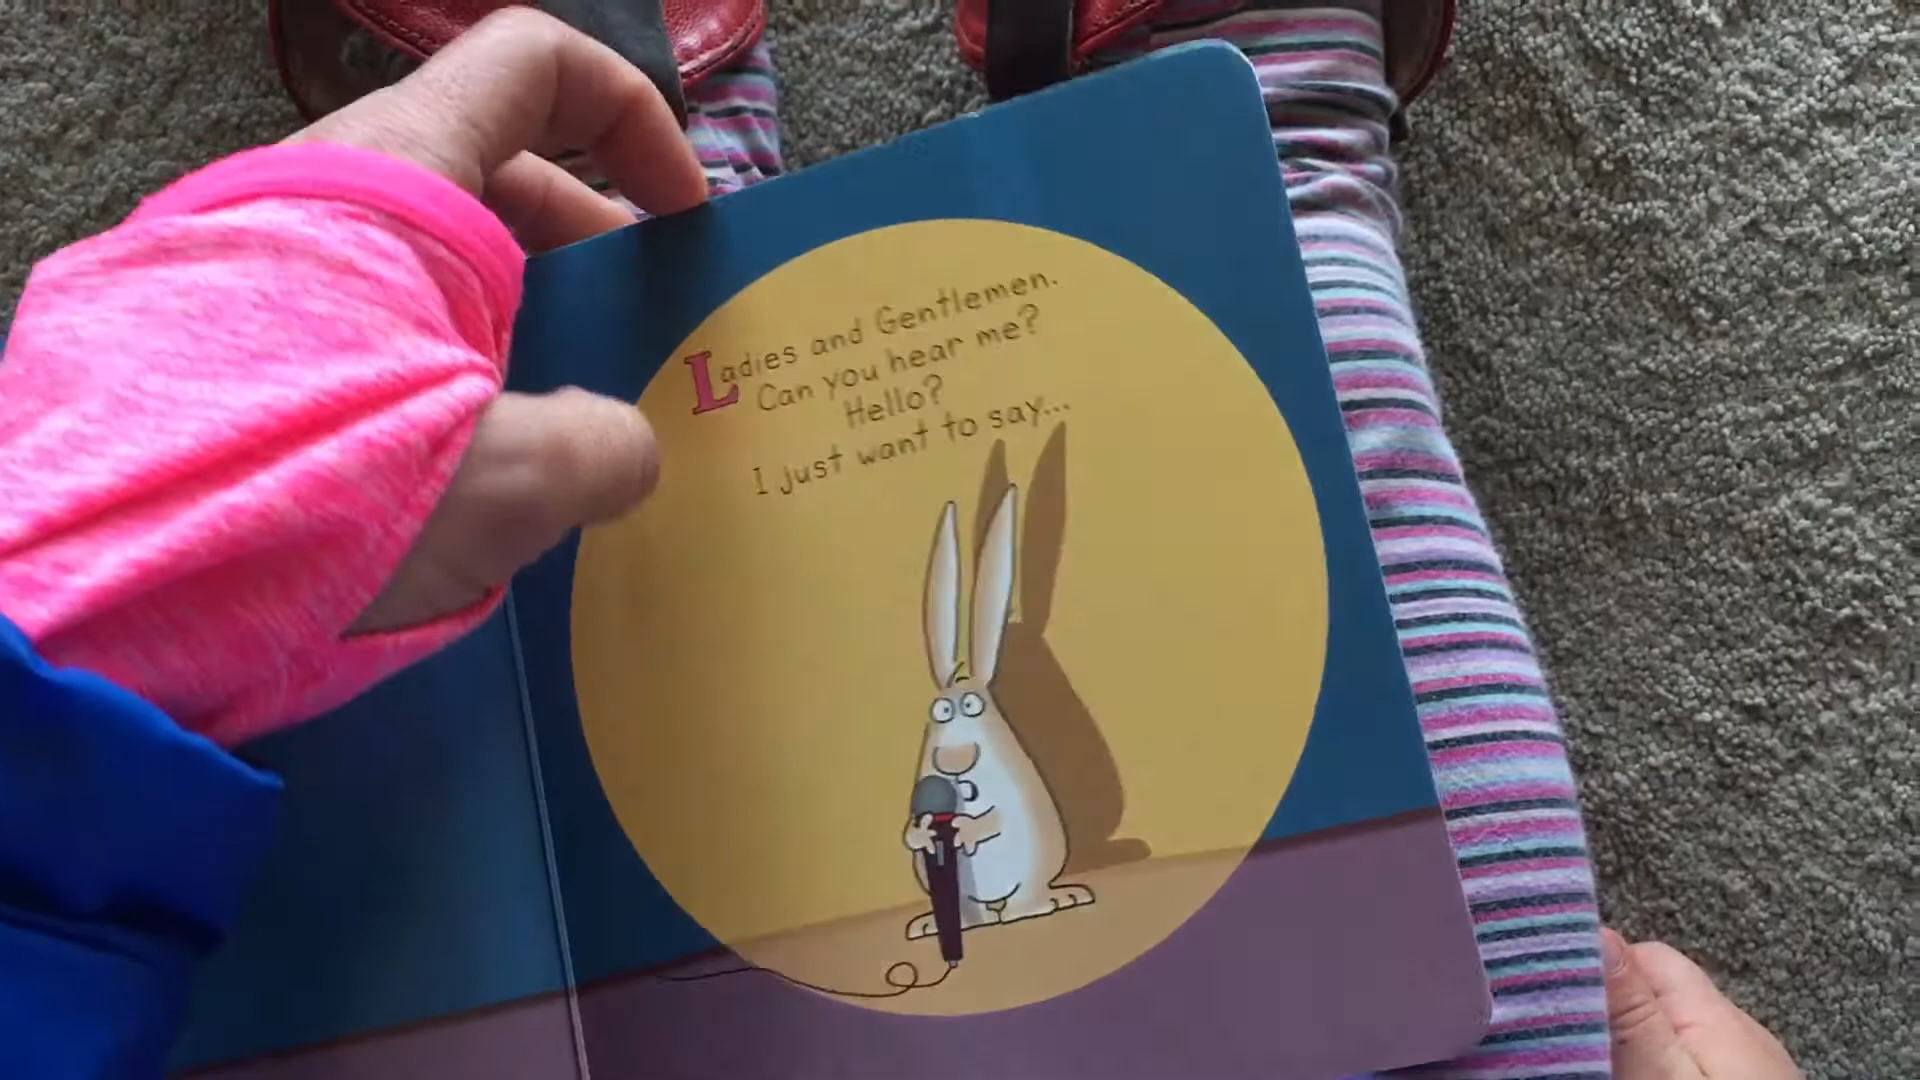 Ladies and Gentlemen.
Can you hear me?
Hello?
I just want to say...